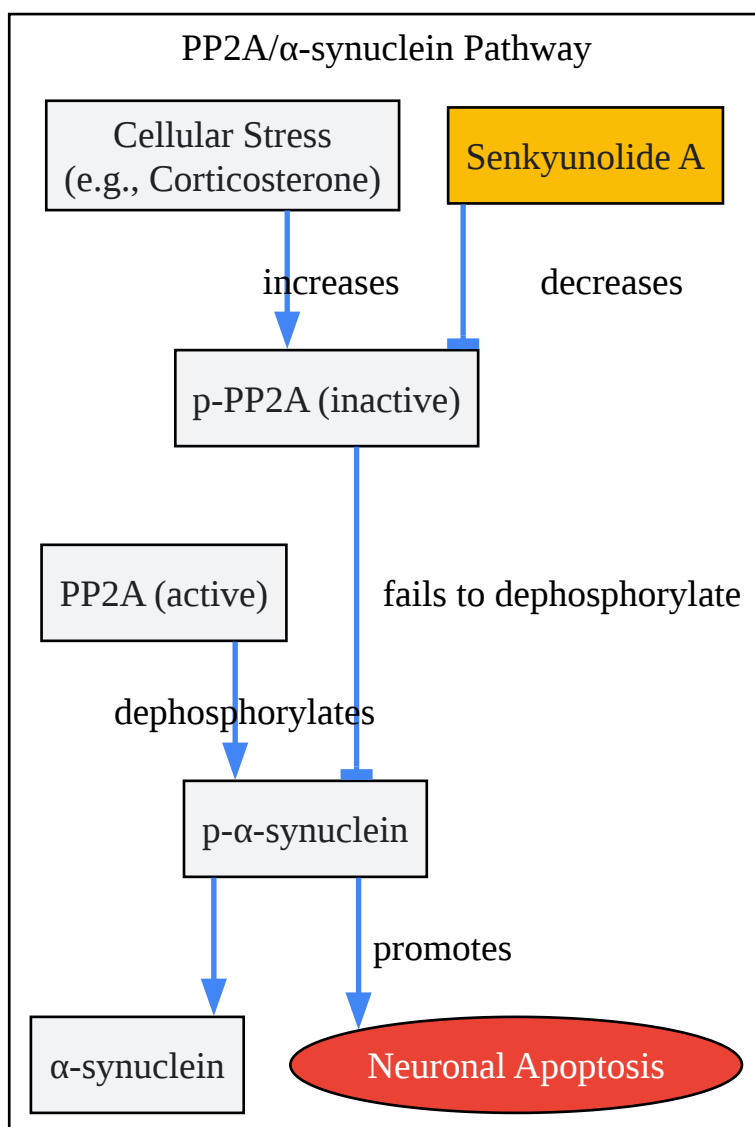 PP2A/α-synuclein Pathway
Cellular Stress
(e.g., Corticosterone)
Senkyunolide A
increases
decreases
p-PP2A (inactive)
PP2A (active)
fails to dephosphorylate
dephosphorylates
p-α-synuclein
promotes
α-synuclein
Neuronal Apoptosis